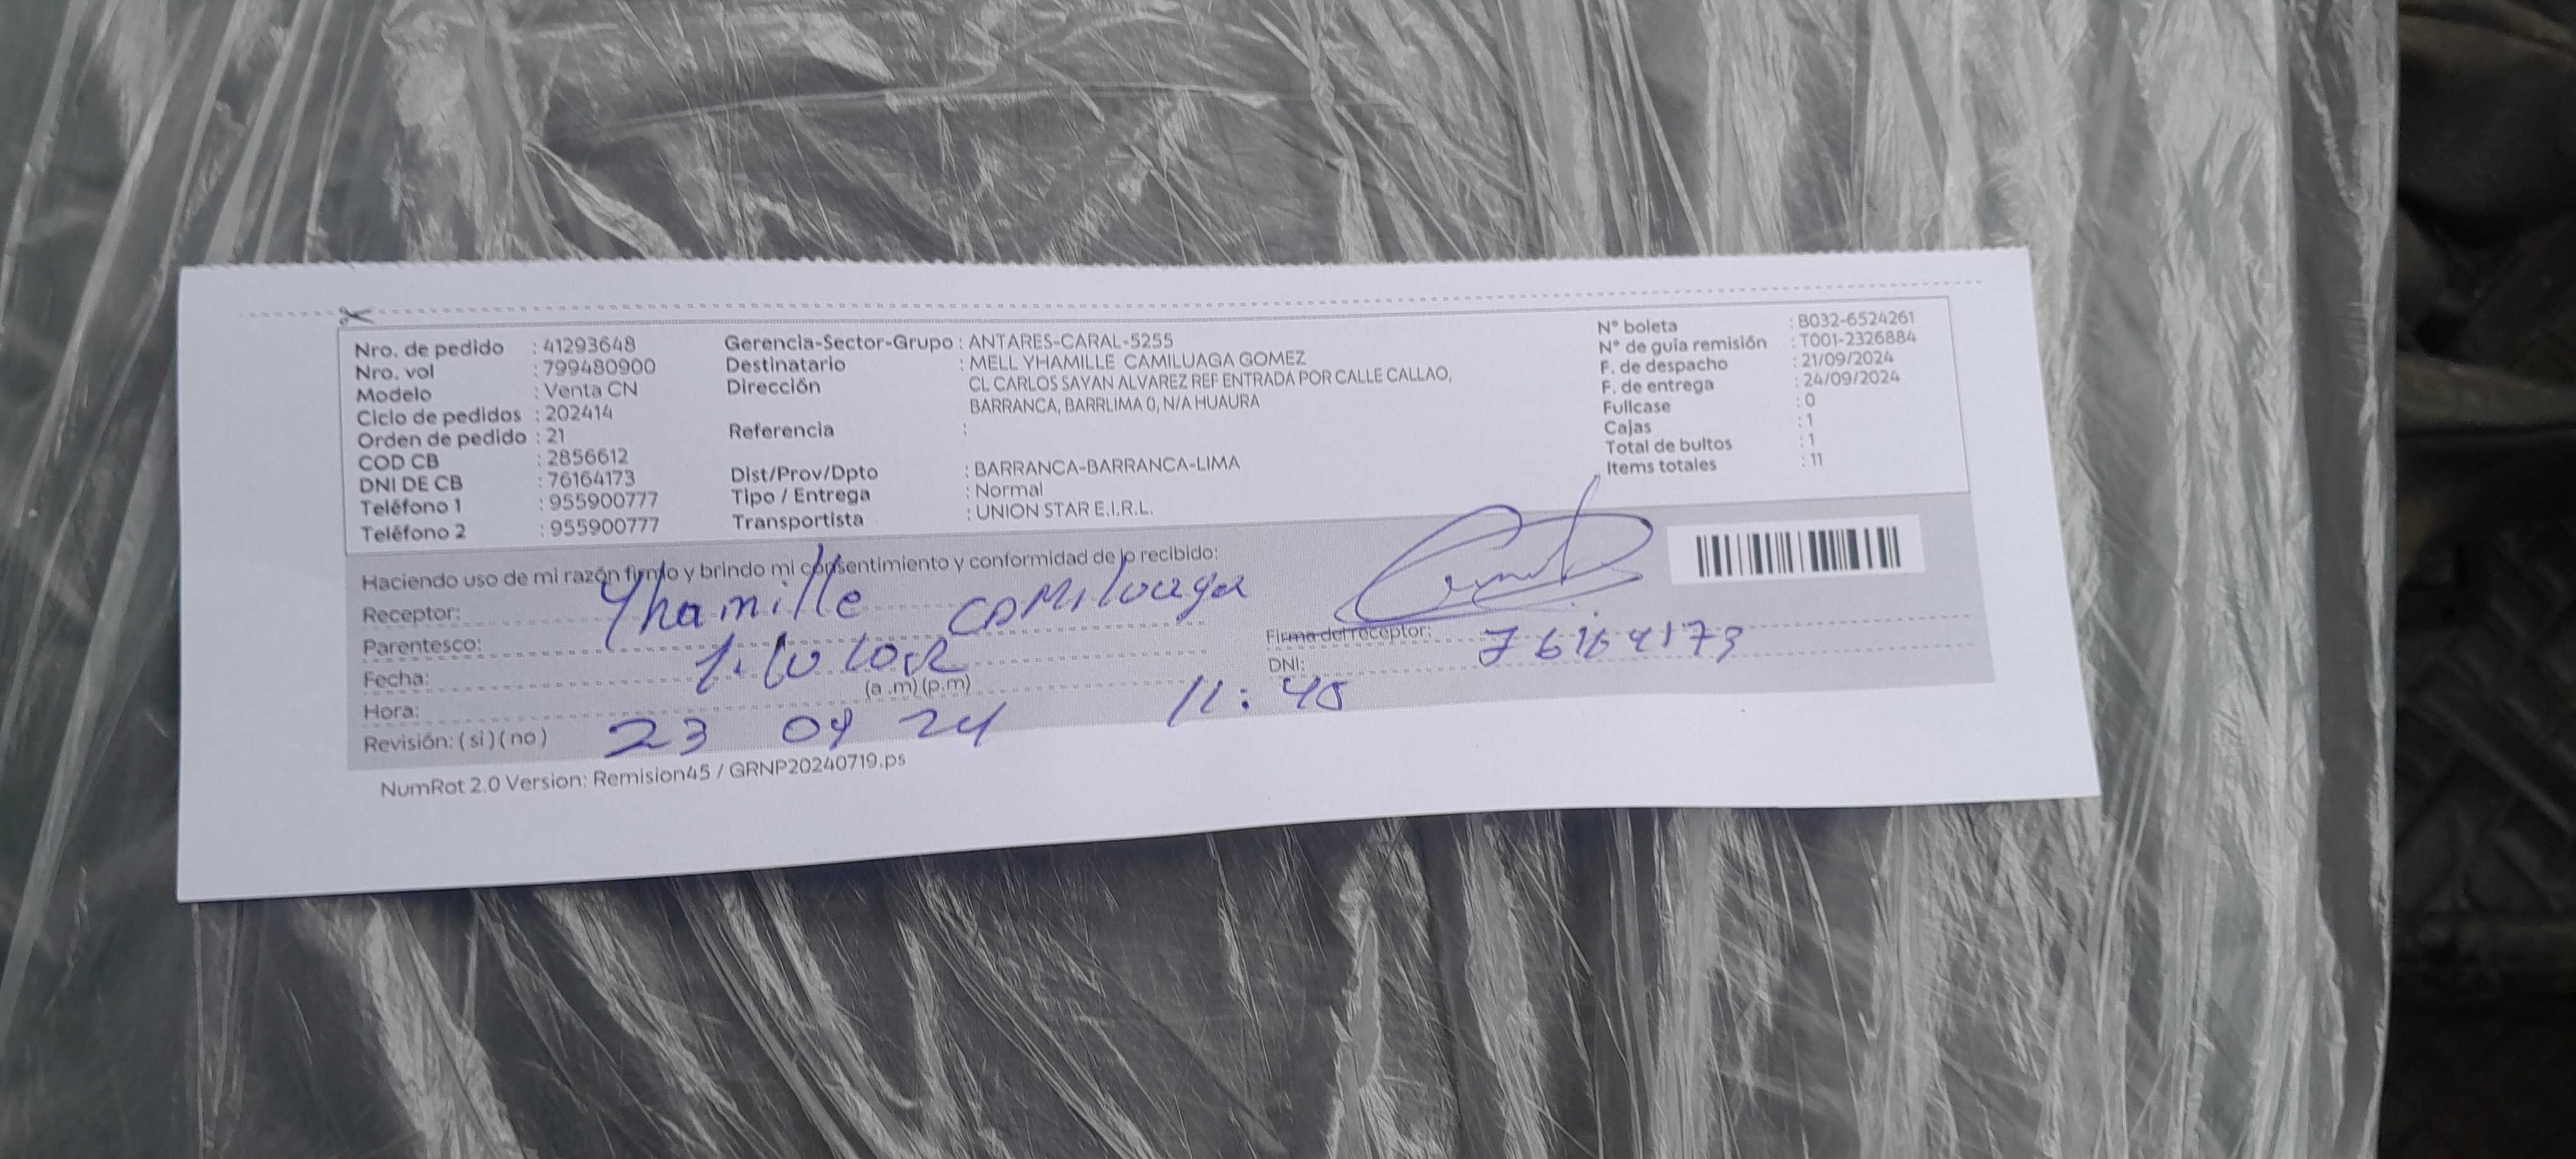 Nro. de pedido : 41293648
Nro. vol : 799480900
Modelo : Venta CN
Ciclo de pedidos : 202414
Orden de pedido : 21
COD CB : 2856612
DNI DE CB : 76164173
Teléfono 1 : 955900777
Teléfono 2 : 955900777
Gerencia-Sector-Grupo : ANTARES-CARAL-5255
Destinatario : MELL YHAMILLE CAMILUAGA GOMEZ
Dirección CL CARLOS SAYAN ALVAREZ REF ENTRADA POR CALLE CALLAO,
BARRANCA, BARRLIMA 0, N/A HUAURA
Referencia :
Dist/Prov/Dpto : BARRANCA-BARRANCA-LIMA
Tipo / Entrega : Normal
Transportista : UNION STAR E.I.R.L.
N° boleta : B032-6524261
N° de guía remisión : T001-2326884
F. de despacho : 21/09/2024
F. de entrega : 24/09/2024
Fullcase : 0
Cajas : 1
Total de bultos : 1
Items totales : 11
Haciendo uso de mi razón firmo y brindo mi consentimiento y conformidad de lo recibido:
Receptor: Yhamille Camiluaga
Parentesco: titular
Fecha:
(a .m) (p.m)
Hora:
Revisión: ( si ) ( no ) 23 09 24 11:45
Firma del receptor:
DNI: 76164173
NumRot 2.0 Version: Remision45 / GRNP20240719.ps